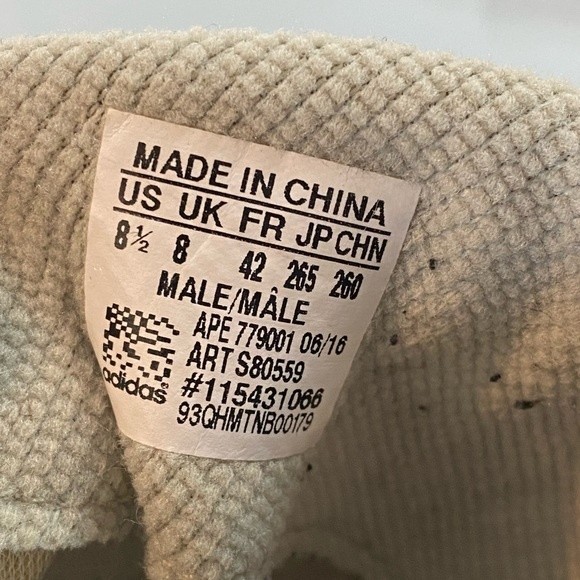 MADE IN CHINA
US UK FR JP CHN
8½ 8 42 265 260
MALE/MÂLE
APE 779001 06/16
ART S80559
#115431066
adidas®
93QHMTNB00179